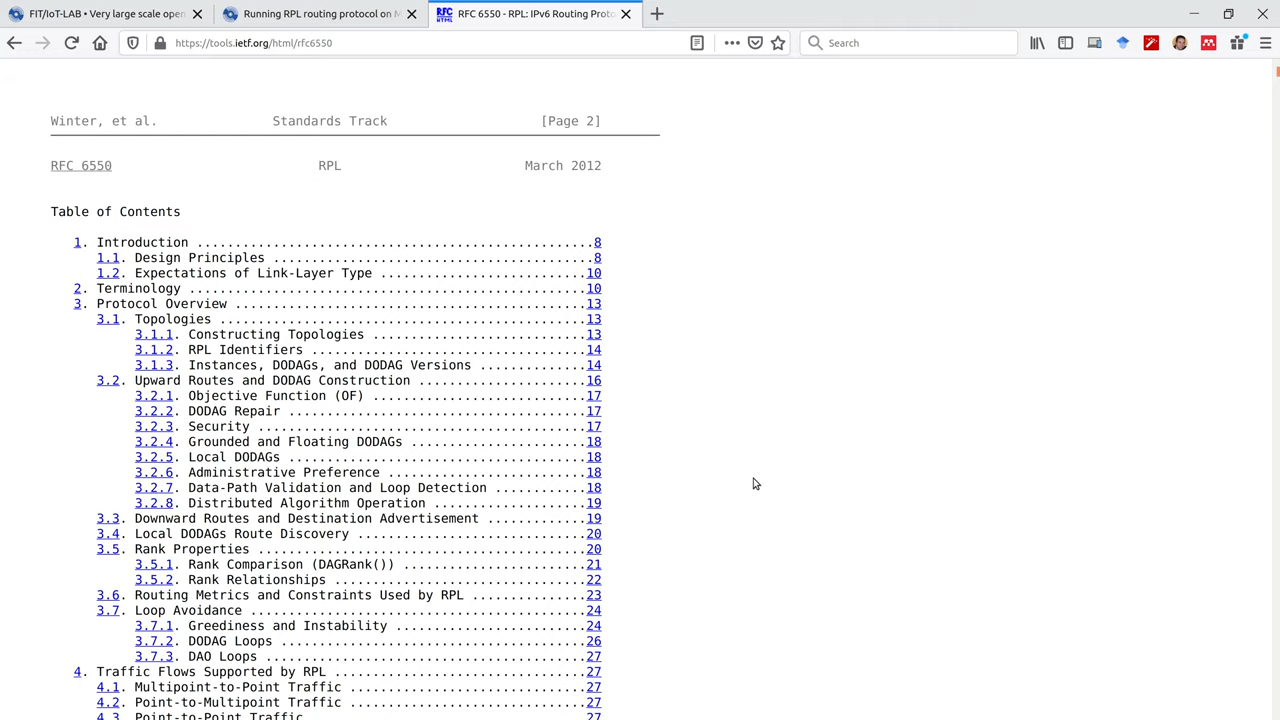 FIT/IoT-LAB • Very large scale open
Running RPL routing protocol on M
RFC 6550 - RPL: IPv6 Routing Proto
https://tools.ietf.org/html/rfc6550
Search
Winter, et al. Standards Track [Page 2]
RFC 6550 RPL March 2012
Table of Contents
1. Introduction ....................................................8
1.1. Design Principles ..........................................8
1.2. Expectations of Link-Layer Type ...........................10
2. Terminology ....................................................10
3. Protocol Overview ..............................................13
3.1. Topologies ................................................13
3.1.1. Constructing Topologies .............................13
3.1.2. RPL Identifiers .....................................14
3.1.3. Instances, DODAGs, and DODAG Versions ...............14
3.2. Upward Routes and DODAG Construction ......................16
3.2.1. Objective Function (OF) .............................17
3.2.2. DODAG Repair ........................................17
3.2.3. Security ............................................17
3.2.4. Grounded and Floating DODAGs ........................18
3.2.5. Local DODAGs ........................................18
3.2.6. Administrative Preference ...........................18
3.2.7. Data-Path Validation and Loop Detection .............18
3.2.8. Distributed Algorithm Operation .....................19
3.3. Downward Routes and Destination Advertisement .............19
3.4. Local DODAGs Route Discovery ..............................20
3.5. Rank Properties ...........................................20
3.5.1. Rank Comparison (DAGRank()) .........................21
3.5.2. Rank Relationships ..................................22
3.6. Routing Metrics and Constraints Used by RPL ...............23
3.7. Loop Avoidance ............................................24
3.7.1. Greediness and Instability ..........................24
3.7.2. DODAG Loops .........................................26
3.7.3. DAO Loops ...........................................27
4. Traffic Flows Supported by RPL .................................27
4.1. Multipoint-to-Point Traffic ...............................27
4.2. Point-to-Multipoint Traffic ...............................27
4.3. Point-to-Point Traffic ....................................27